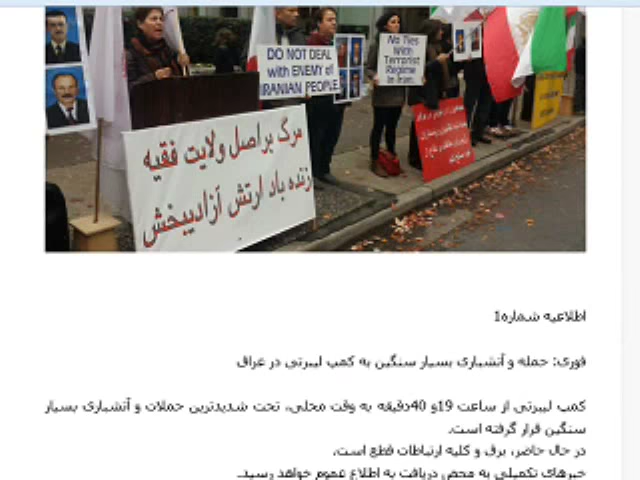 DO NOT DEAL
with ENEMY of
IRANIAN PEOPLE.
No Ties
with
Terrorist
Regime
in Iran
مرگ بر اصل ولایت فقیه
زنده باد ارتش آزادیبخش
اطلاعیه شماره1
فوری: حمله و آتشباری بسیار سنگین به کمپ لیبرتی در عراق
کمپ لیبرتی از ساعت 19و 40دقیقه به وقت محلی، تحت شدیدترین حملات و آتشباری بسیار
سنگین قرار گرفته است.
در حال حاضر، برق و کلیه ارتباطات قطع است.
خبرهای تکمیلی به محض دریافت به اطلاع عموم خواهد رسید.